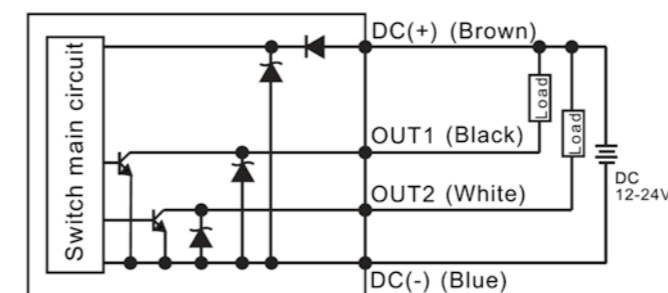 Switch main circuit
DC(+) (Brown)
OUT1 (Black)
OUT2 (White)
DC(-) (Blue)
Load
Load
DC
12-24V